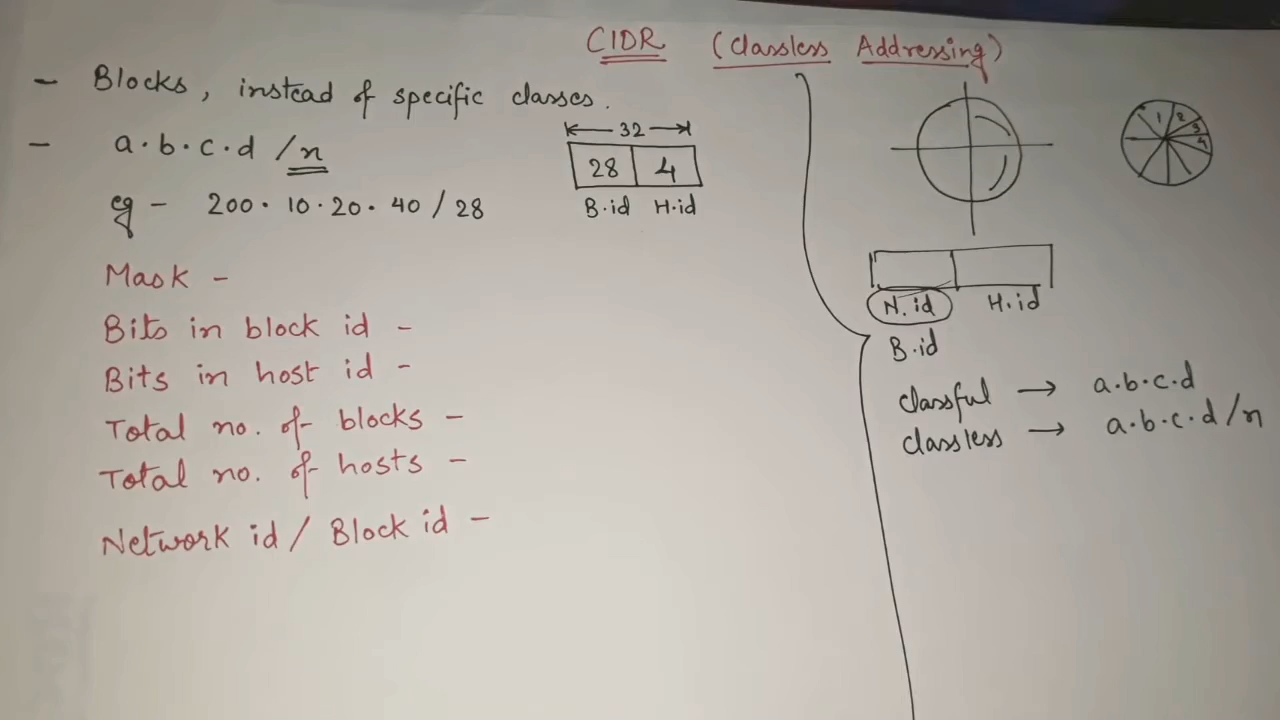 CIDR (Classless Addressing)
- Blocks, instead of specific classes.
- a.b.c.d /n
eg - 200.10.20.40/28
32
28 4
B.id H.id
Mask -
Bits in block id -
Bits in host id -
Total no. of blocks -
Total no. of hosts -
Network id / Block id -
1 2 3 4
N.id H.id
B.id
classful → a.b.c.d
classless → a.b.c.d/n